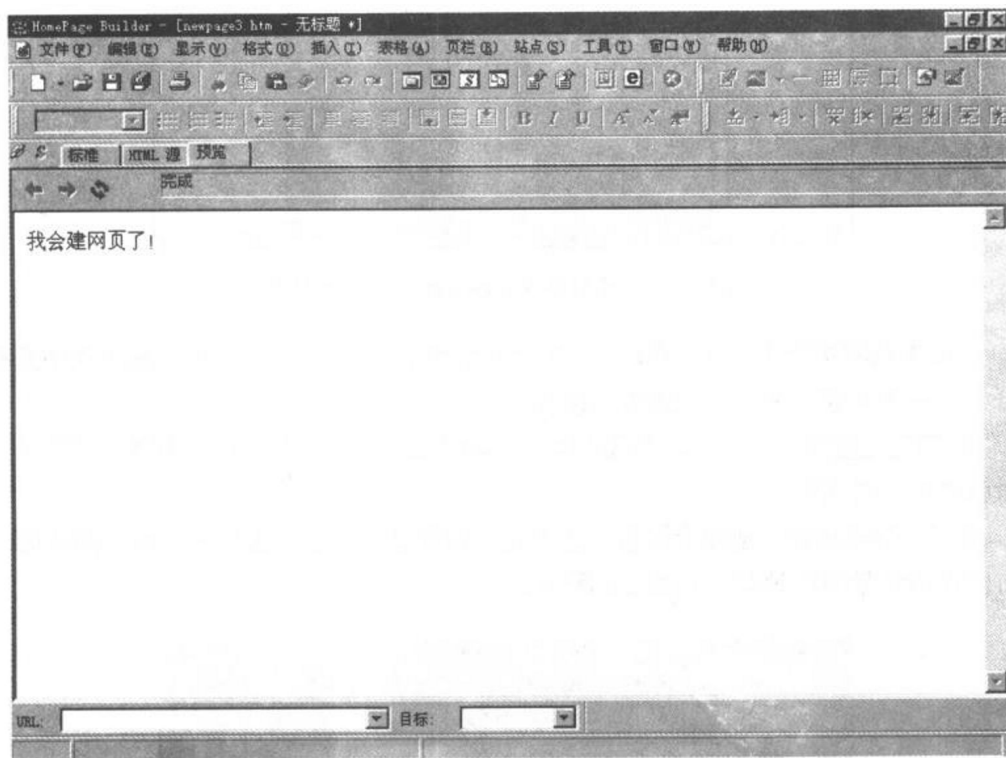 HomePage Builder - [newpage3.htm - 无标题 *]
文件(F) 编辑(E) 显示(V) 格式(O) 插入(I) 表格(A) 页栏(B) 站点(S) 工具(T) 窗口(W) 帮助(H)
B I U
标准 HTML 源 预览
完成
我会建网页了!
URL: 目标: